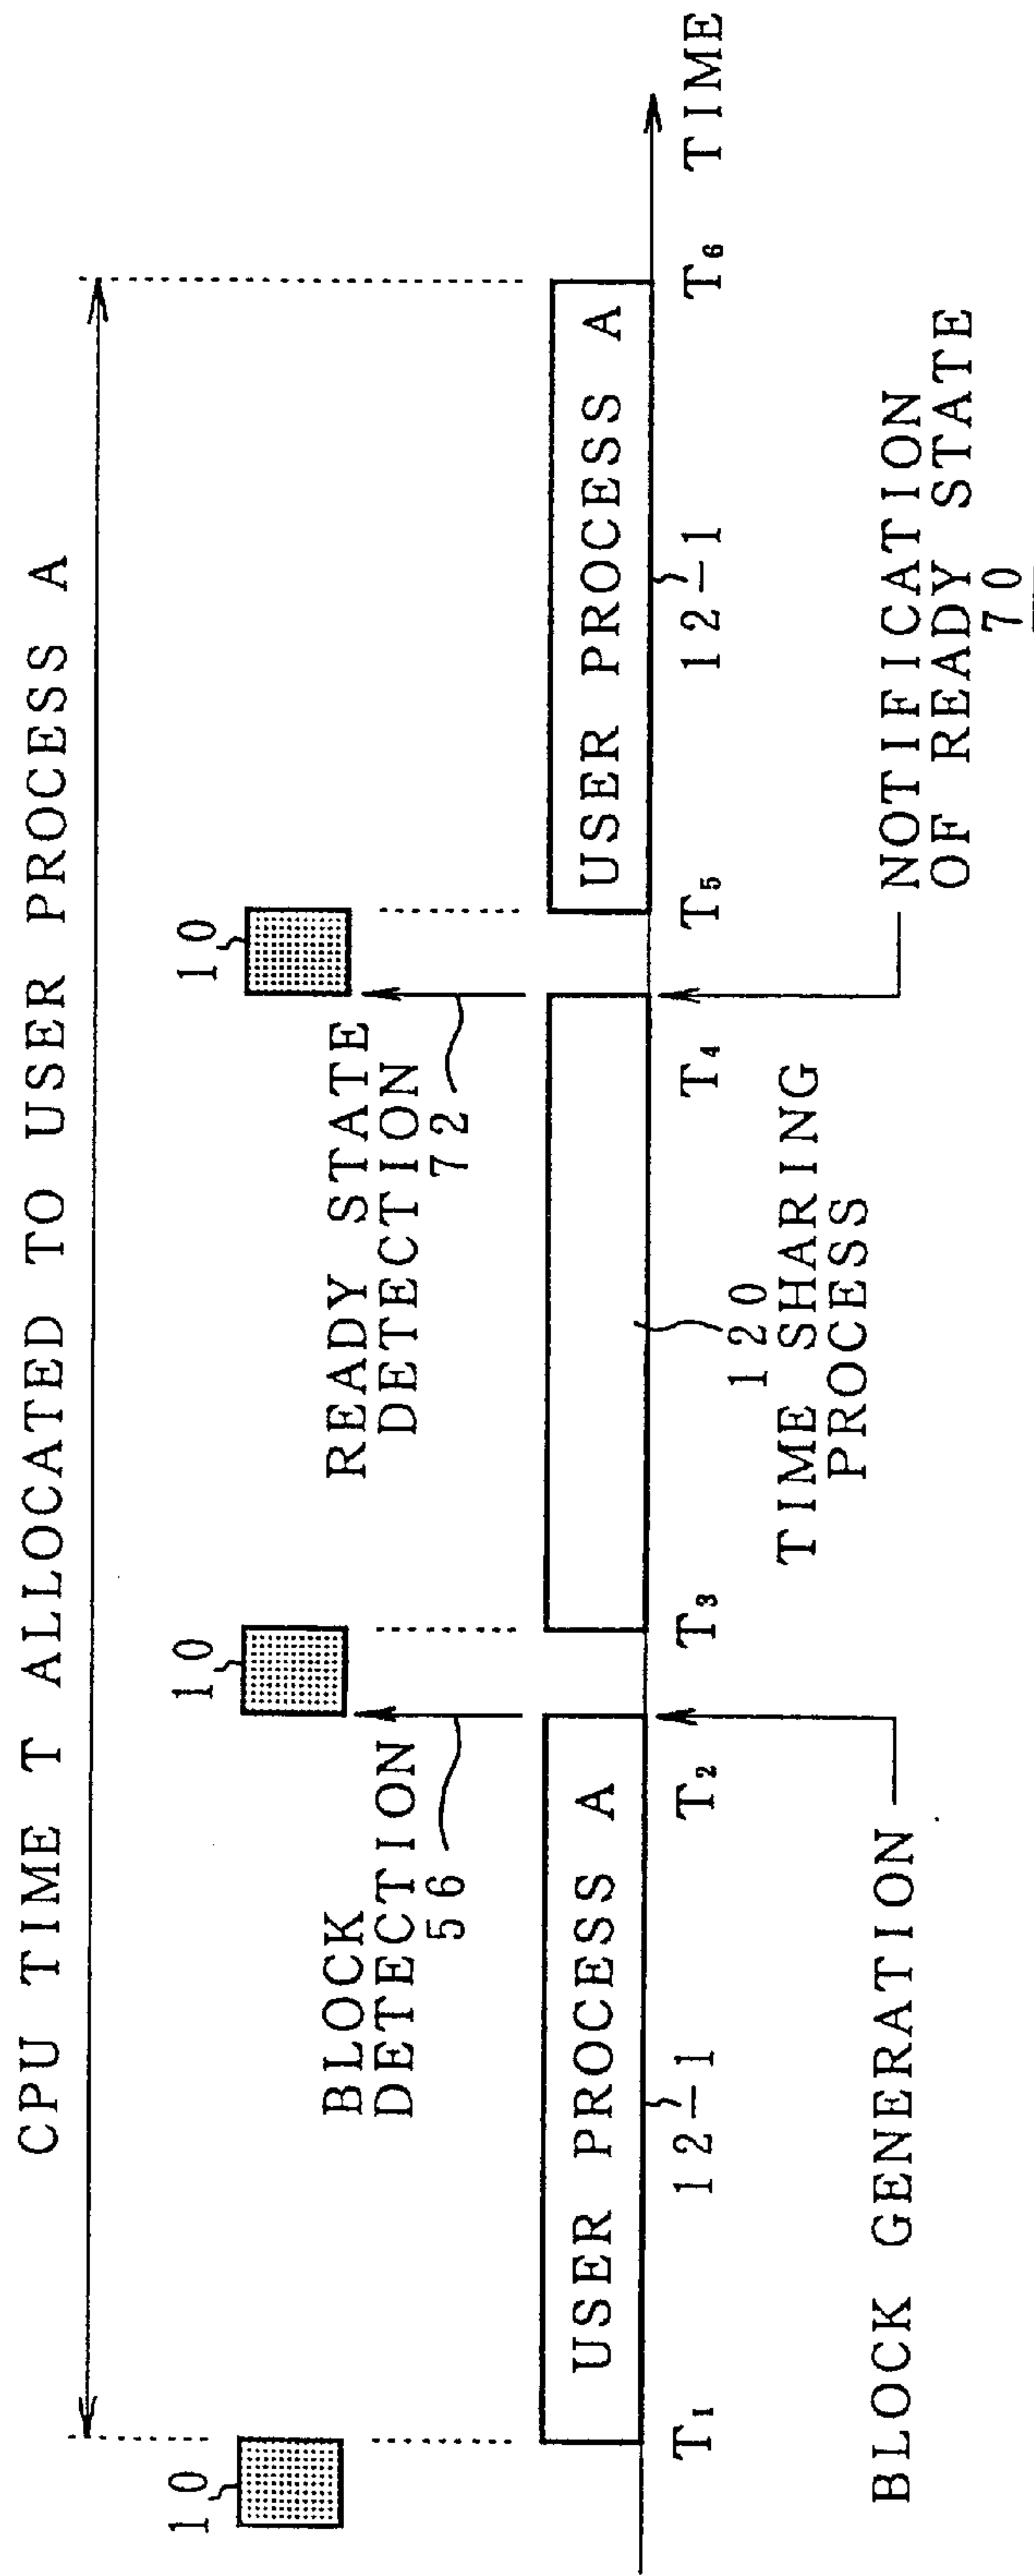 CPU TIME T ALLOCATED TO USER PROCESS A
10
10
10
BLOCK
DETECTION
56
READY STATE
DETECTION
72
USER PROCESS A
USER PROCESS A
T1
12-1
T2
T3
120
TIME SHARING
PROCESS
T4
T5
12-1
T6
TIME
BLOCK GENERATION
NOTIFICATION
OF READY STATE
70